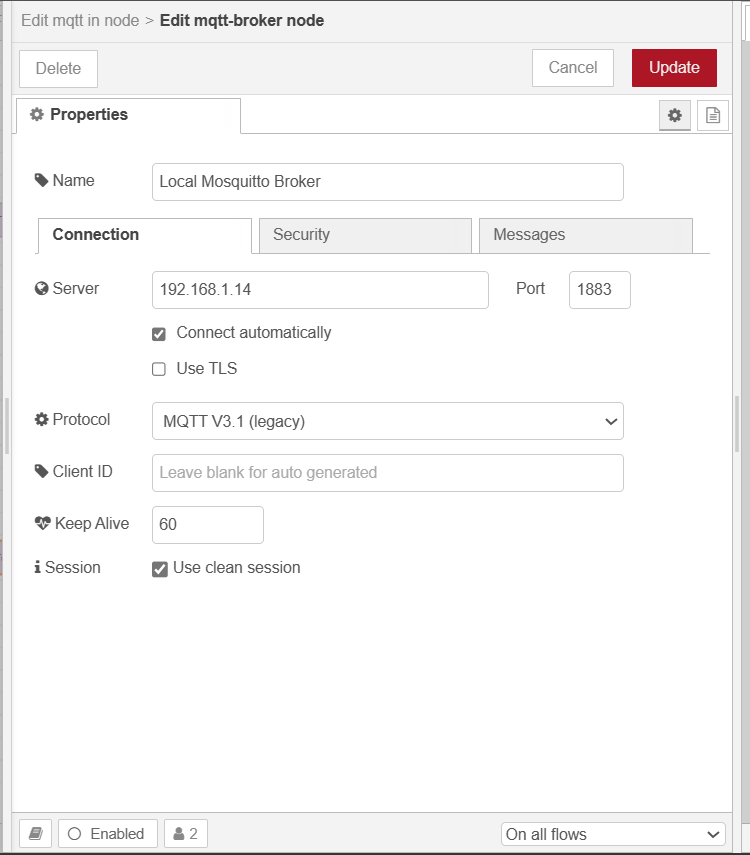 Edit mqtt in node > Edit mqtt-broker node
Delete Cancel Update
Properties
Name Local Mosquitto Broker
Connection Security Messages
Server 192.168.1.14 Port 1883
Connect automatically
Use TLS
Protocol MQTT V3.1 (legacy)
Client ID Leave blank for auto generated
Keep Alive 60
Session Use clean session
Enabled 2 On all flows